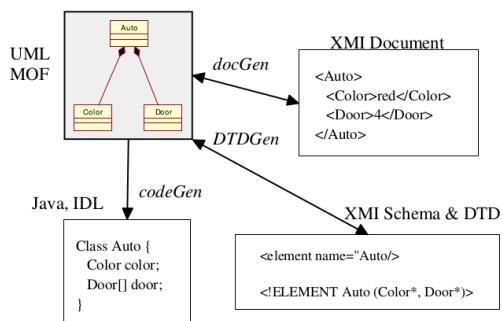 UML
MOF
Auto
Color
Door
docGen
XMI Document
<Auto>
<Color>red</Color>
<Door>4</Door>
</Auto>
DTDGen
codeGen
Java, IDL
Class Auto {
Color color;
Door[] door;
}
XMI Schema & DTD
<element name="Auto/>
<!ELEMENT Auto (Color*, Door*)>